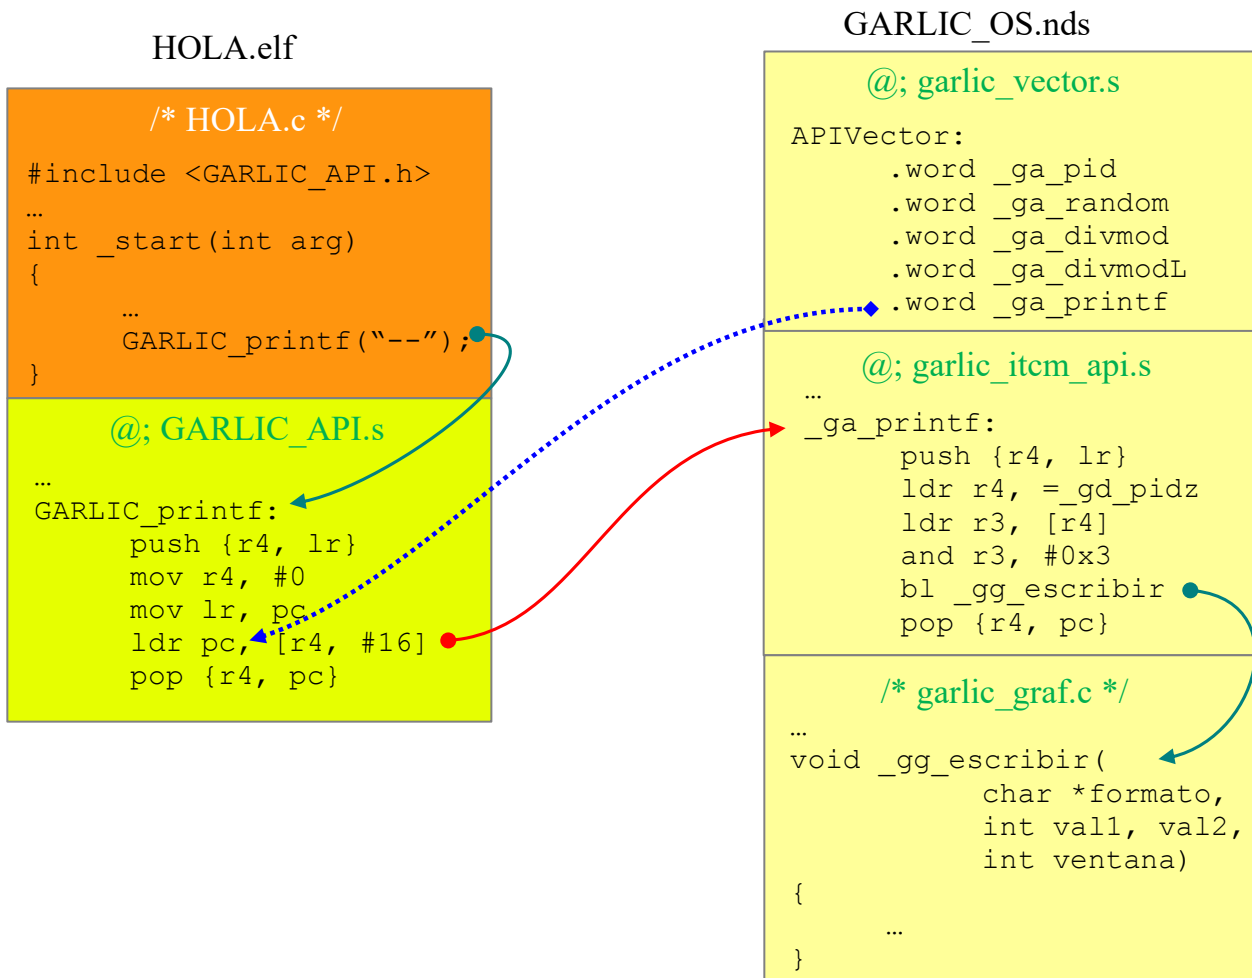 HOLA.elf
/* HOLA.c */
#include <GARLIC_API.h>
…
int _start(int arg)
{
…
GARLIC_printf(“--”);
}
@; GARLIC_API.s
…
GARLIC_printf:
push {r4, lr}
mov r4, #0
mov lr, pc
ldr pc, [r4, #16]
pop {r4, pc}
GARLIC_OS.nds
@; garlic_vector.s
APIVector:
.word _ga_pid
.word _ga_random
.word _ga_divmod
.word _ga_divmodL
.word _ga_printf
@; garlic_itcm_api.s
…
_ga_printf:
push {r4, lr}
ldr r4, =_gd_pidz
ldr r3, [r4]
and r3, #0x3
bl _gg_escribir
pop {r4, pc}
/* garlic_graf.c */
…
void _gg_escribir(
char *formato,
int val1, val2,
int ventana)
{
…
}